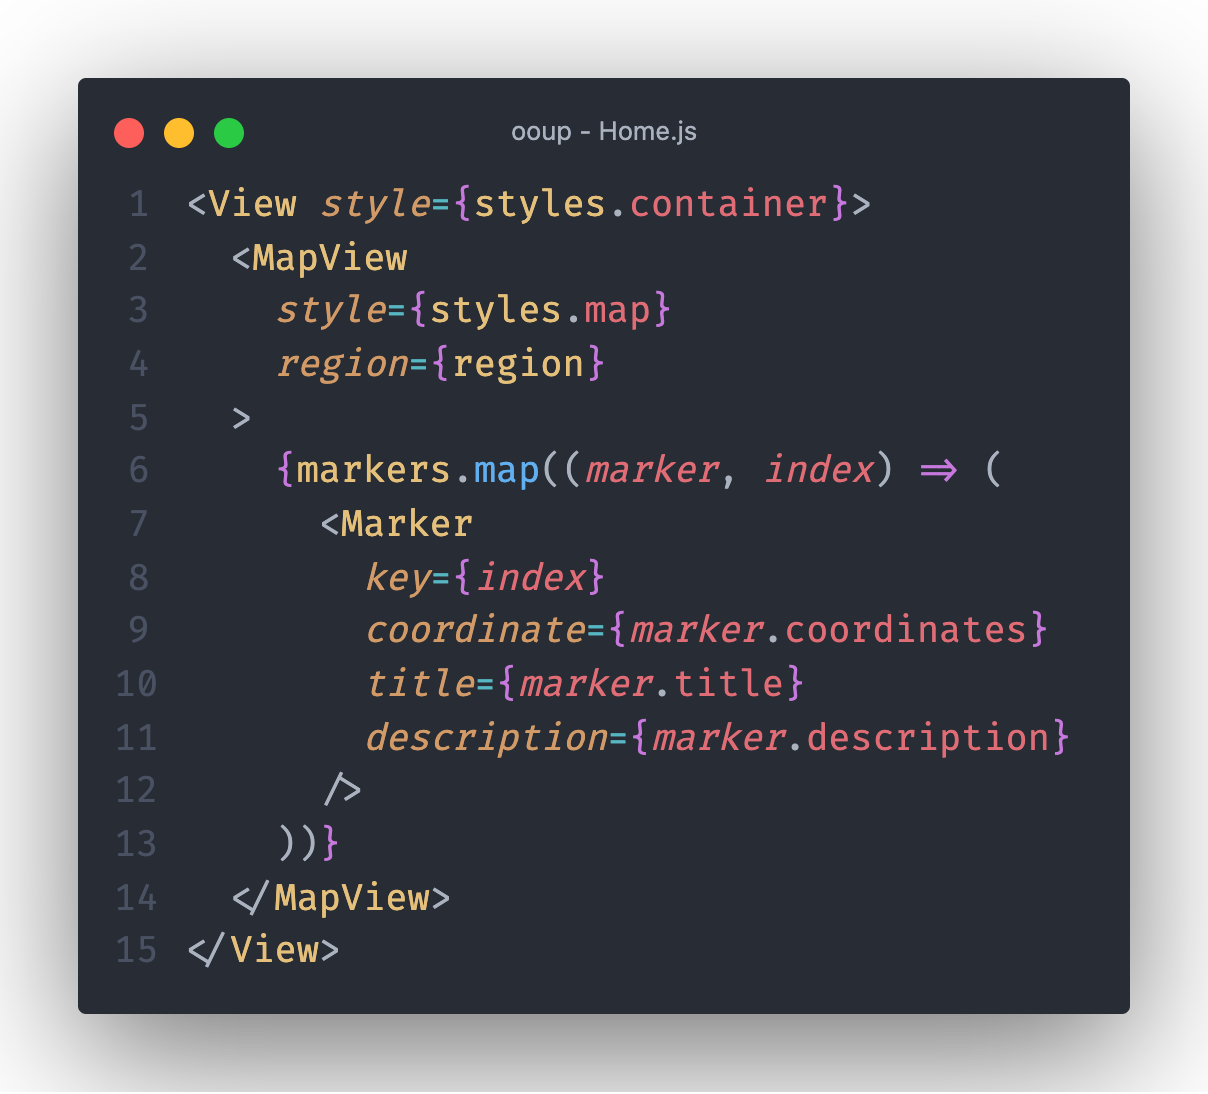 ooup - Home.js
1 <View style={styles.container}>
2   <MapView
3     style={styles.map}
4     region={region}
5   >
6     {markers.map((marker, index) => (
7       <Marker
8         key={index}
9         coordinate={marker.coordinates}
10         title={marker.title}
11         description={marker.description}
12       />
13     ))}
14   </MapView>
15 </View>